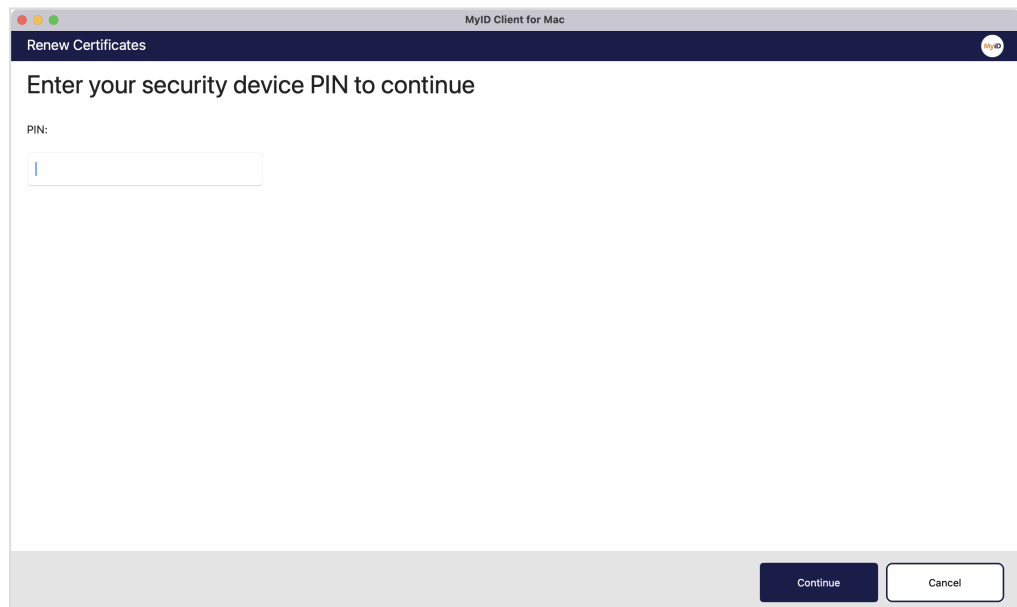 MyID Client for Mac
Renew Certificates
MyID
Enter your security device PIN to continue
PIN:
Continue
Cancel